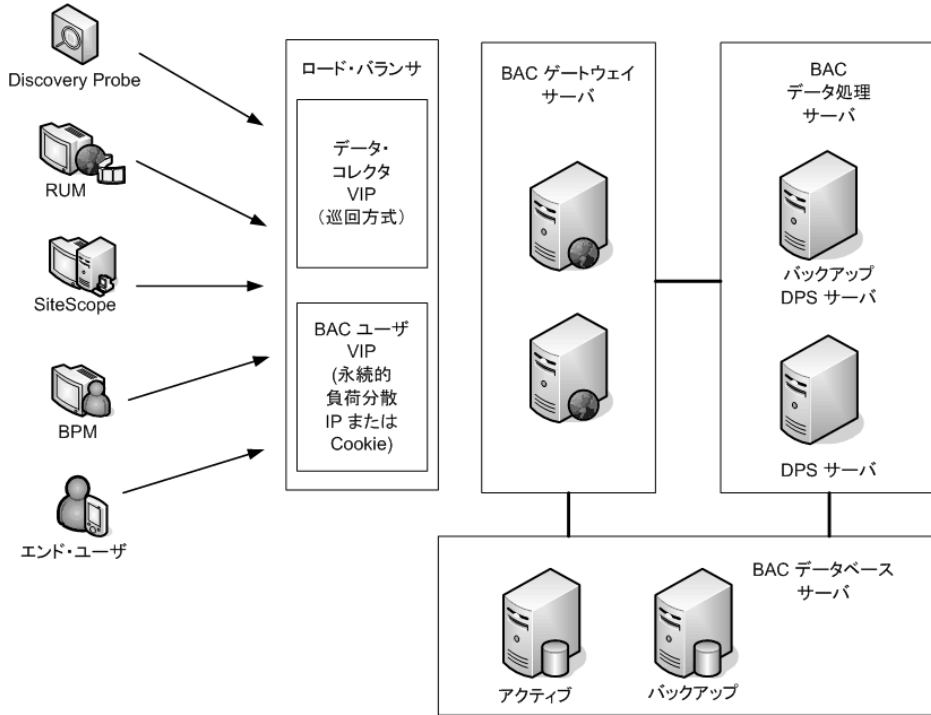 Discovery Probe
RUM
SiteScope
BPM
エンド・ユーザ
ロード・バランサ
データ・
コレクタ
VIP
（巡回方式）
BAC ユーザ
VIP
(永続的
負荷分散
IP または
Cookie)
BAC ゲートウェイ
サーバ
BAC
データ処理
サーバ
バックアップ
DPS サーバ
DPS サーバ
BAC データベース
サーバ
アクティブ
バックアップ